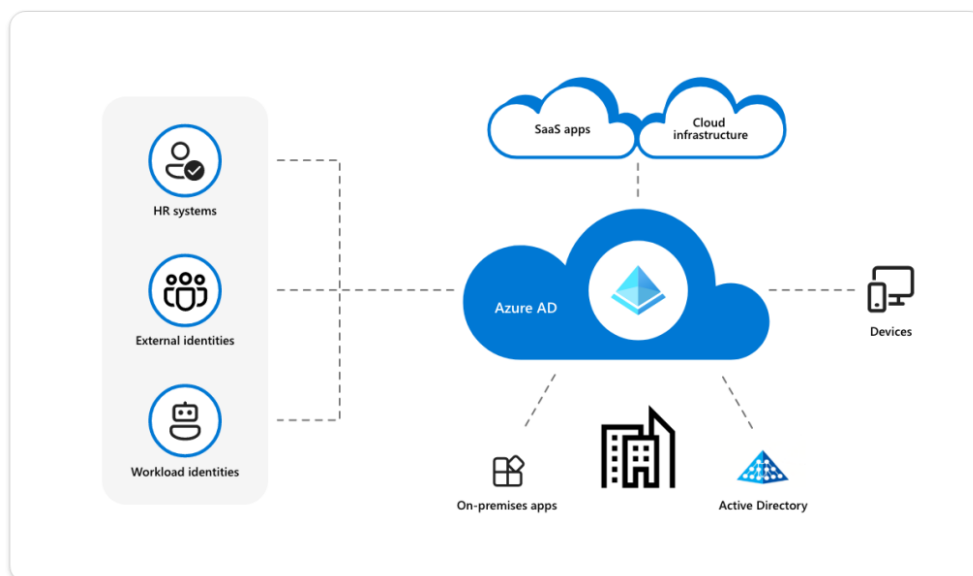 SaaS apps
Cloud
infrastructure
HR systems
External identities
Workload identities
Azure AD
Devices
On-premises apps
Active Directory